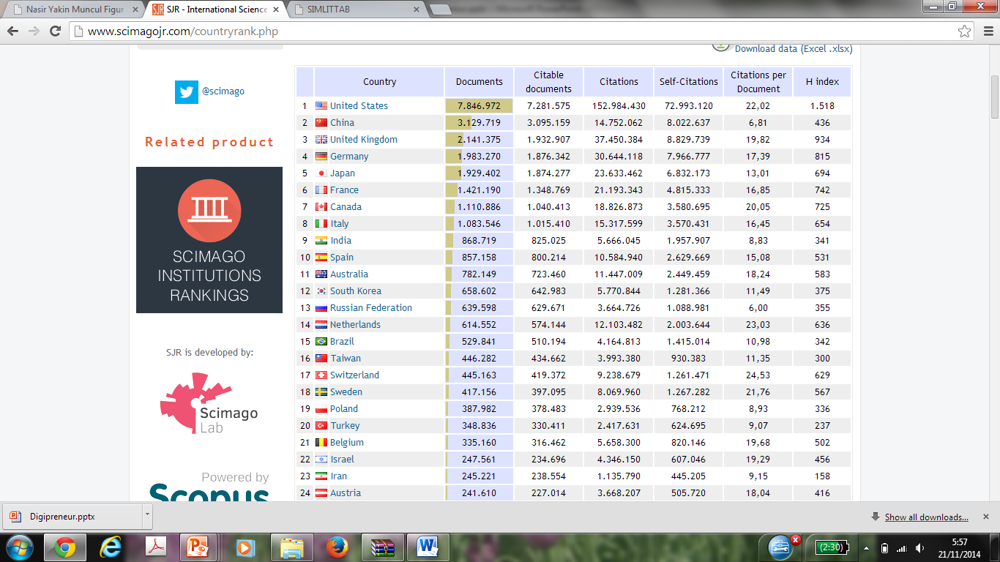 Nasir Yakin Muncul Figur
SJR - International Science
SIMLITTAB
www.scimagojr.com/countryrank.php
Download data (Excel .xlsx)
@scimago
Related product
SCIMAGO
INSTITUTIONS
RANKINGS
SJR is developed by:
Scimago
Lab
Powered by
Scopus
Country Documents Citable documents Citations Self-Citations Citations per Document H index
1 United States 7.846.972 7.281.575 152.984.430 72.993.120 22,02 1.518
2 China 3.129.719 3.095.159 14.752.062 8.022.637 6,81 436
3 United Kingdom 2.141.375 1.932.907 37.450.384 8.829.739 19,82 934
4 Germany 1.983.270 1.876.342 30.644.118 7.966.777 17,39 815
5 Japan 1.929.402 1.874.277 23.633.462 6.832.173 13,01 694
6 France 1.421.190 1.348.769 21.193.343 4.815.333 16,85 742
7 Canada 1.110.886 1.040.413 18.826.873 3.580.695 20,05 725
8 Italy 1.083.546 1.015.410 15.317.599 3.570.431 16,45 654
9 India 868.719 825.025 5.666.045 1.957.907 8,83 341
10 Spain 857.158 800.214 10.584.940 2.629.669 15,08 531
11 Australia 782.149 723.460 11.447.009 2.449.459 18,24 583
12 South Korea 658.602 642.983 5.770.844 1.281.366 11,49 375
13 Russian Federation 639.598 629.671 3.664.726 1.088.981 6,00 355
14 Netherlands 614.552 574.144 12.103.482 2.003.644 23,03 636
15 Brazil 529.841 510.194 4.164.813 1.415.014 10,98 342
16 Taiwan 446.282 434.662 3.993.380 930.383 11,35 300
17 Switzerland 445.163 419.372 9.238.679 1.261.471 24,53 629
18 Sweden 417.156 397.095 8.069.960 1.267.282 21,76 567
19 Poland 387.982 378.483 2.939.536 768.212 8,93 336
20 Turkey 348.836 330.411 2.417.631 624.695 9,07 237
21 Belgium 335.160 316.462 5.658.300 820.146 19,68 502
22 Israel 247.561 234.696 4.346.150 607.046 19,29 456
23 Iran 245.221 238.554 1.135.790 445.205 9,15 158
24 Austria 241.610 227.014 3.668.207 505.720 18,04 416
Digipreneur.pptx
Show all downloads...
(2:30)
5:57
21/11/2014